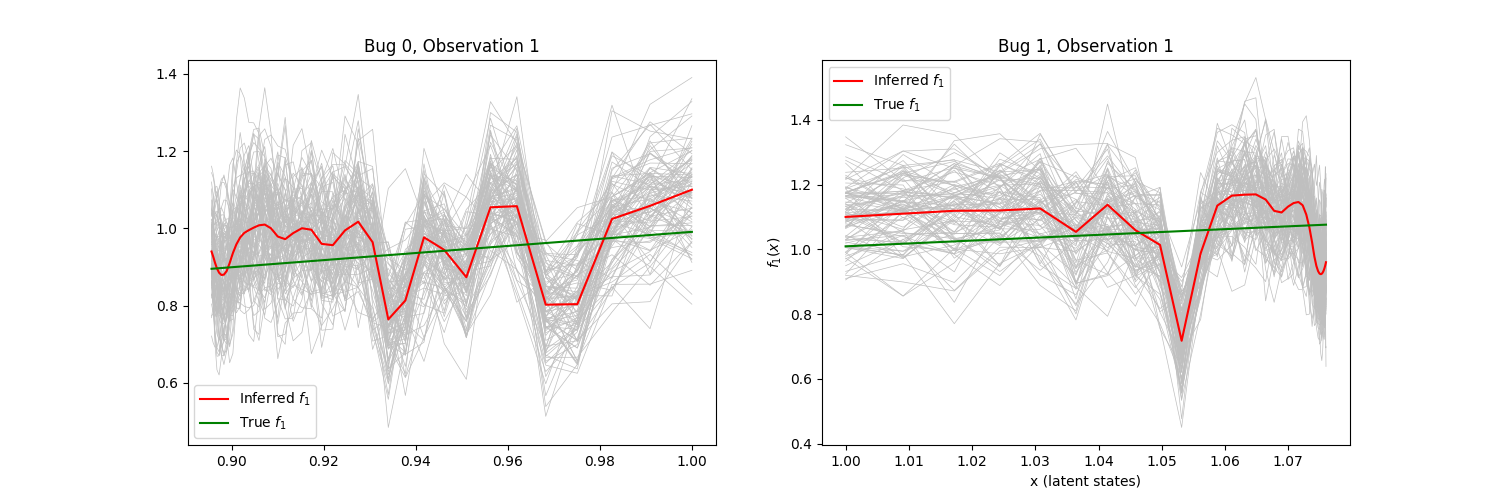 Bug 0, Observation 1
1.4
1.2
1.0
0.8
0.6
Inferred f₁
True f₁
0.90 0.92 0.94 0.96 0.98 1.00
Bug 1, Observation 1
Inferred f₁
True f₁
f₁(x)
1.4
1.2
1.0
0.8
0.6
0.4
1.00 1.01 1.02 1.03 1.04 1.05 1.06 1.07
x (latent states)